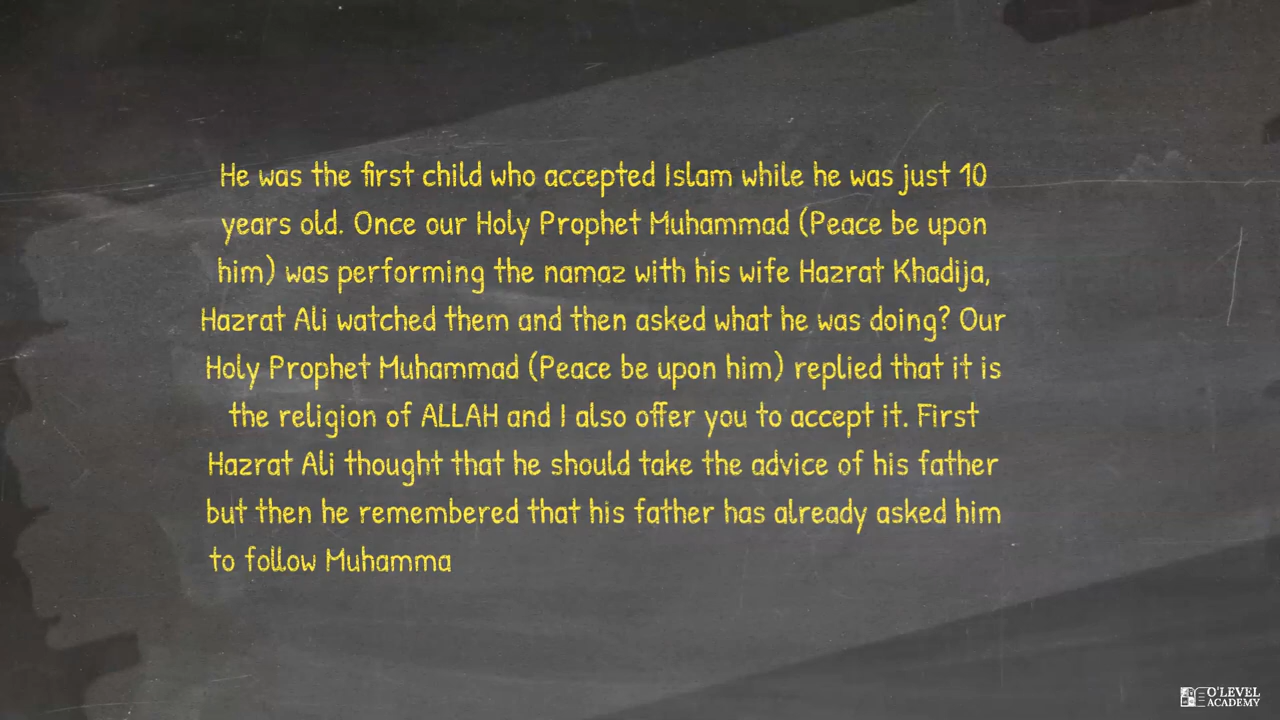 He was the first child who accepted Islam while he was just 10
years old. Once our Holy Prophet Muhammad (Peace be upon
him) was performing the namaz with his wife Hazrat Khadija,
Hazrat Ali watched them and then asked what he was doing? Our
Holy Prophet Muhammad (Peace be upon him) replied that it is
the religion of ALLAH and I also offer you to accept it. First
Hazrat Ali thought that he should take the advice of his father
but then he remembered that his father has already asked him
to follow Muhamma
O'LEVEL
ACADEMY